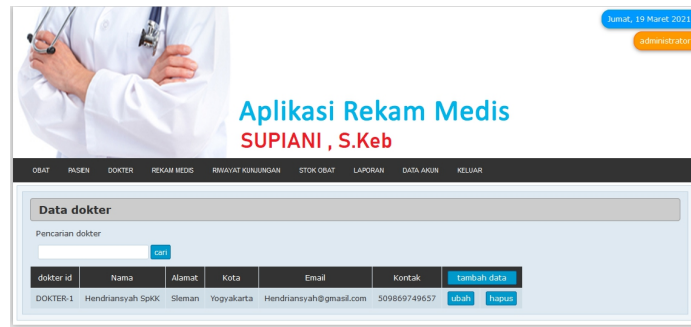 Jumat, 19 Maret 2021
administrator
Aplikasi Rekam Medis
SUPIANI , S.Keb
OBAT PASIEN DOKTER REKAM MEDIS RIWAYAT KUNJUNGAN STOK OBAT LAPORAN DATA AKUN KELUAR
Data dokter
Pencarian dokter
cari
dokter id Nama Alamat Kota Email Kontak tambah data
DOKTER-1 Hendriansyah SpKK Sleman Yogyakarta Hendriansyah@gmasil.com 509869749657 ubah hapus